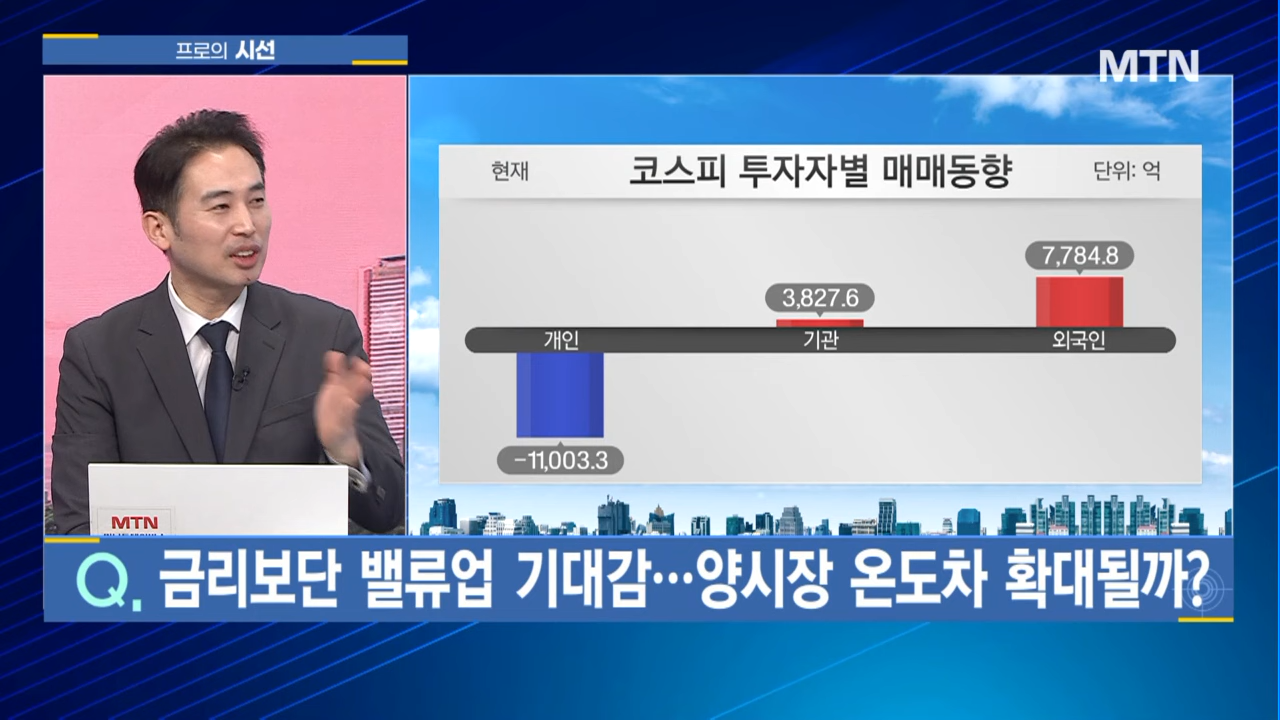 프로의 시선
MTN
현재
코스피 투자자별 매매동향
단위: 억
7,784.8
3,827.6
개인
기관
외국인
-11,003.3
MTN
Q. 금리보단 밸류업 기대감…양시장 온도차 확대될까?